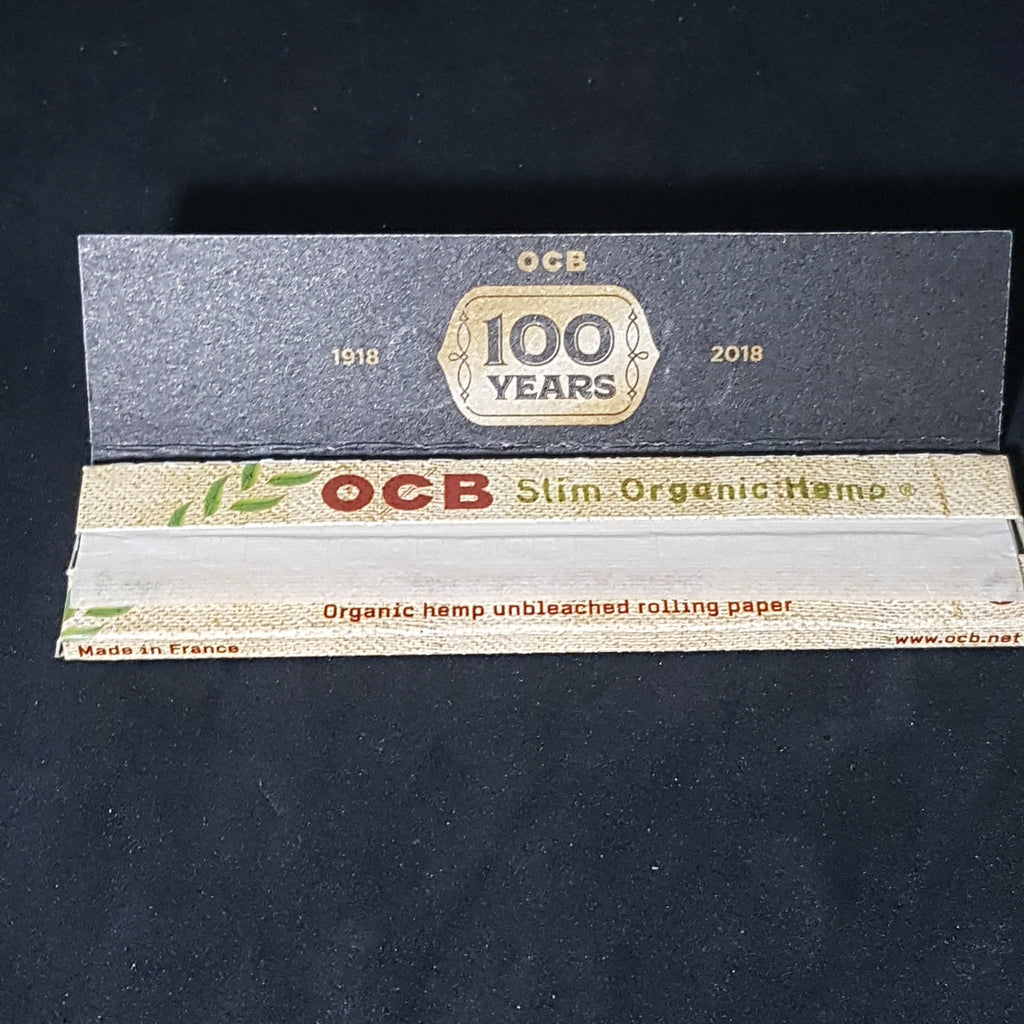 OCB
1918
100
YEARS
2018
OCB Slim Organic Hemp ®
Organic hemp unbleached rolling paper
Made in France
www.ocb.net